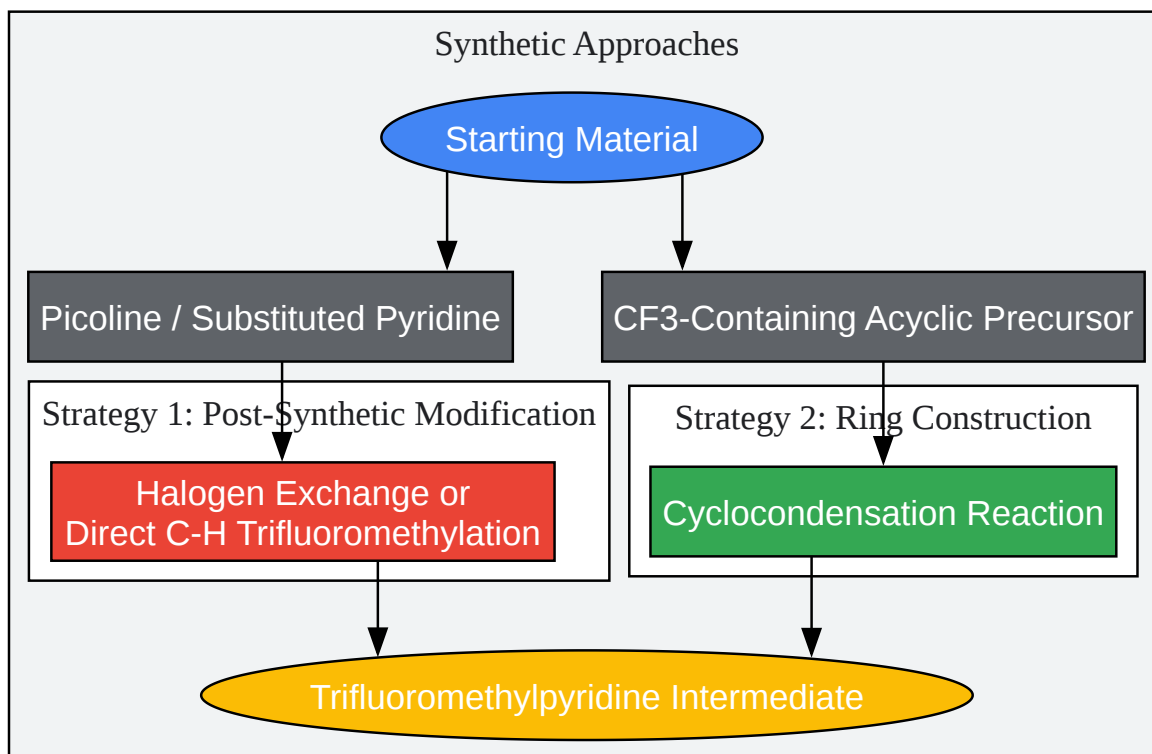 Synthetic Approaches
Starting Material
Picoline / Substituted Pyridine
CF3-Containing Acyclic Precursor
Strategy 1: Post-Synthetic Modification
Strategy 2: Ring Construction
Halogen Exchange or
Direct C-H Trifluoromethylation
Cyclocondensation Reaction
Trifluoromethylpyridine Intermediate